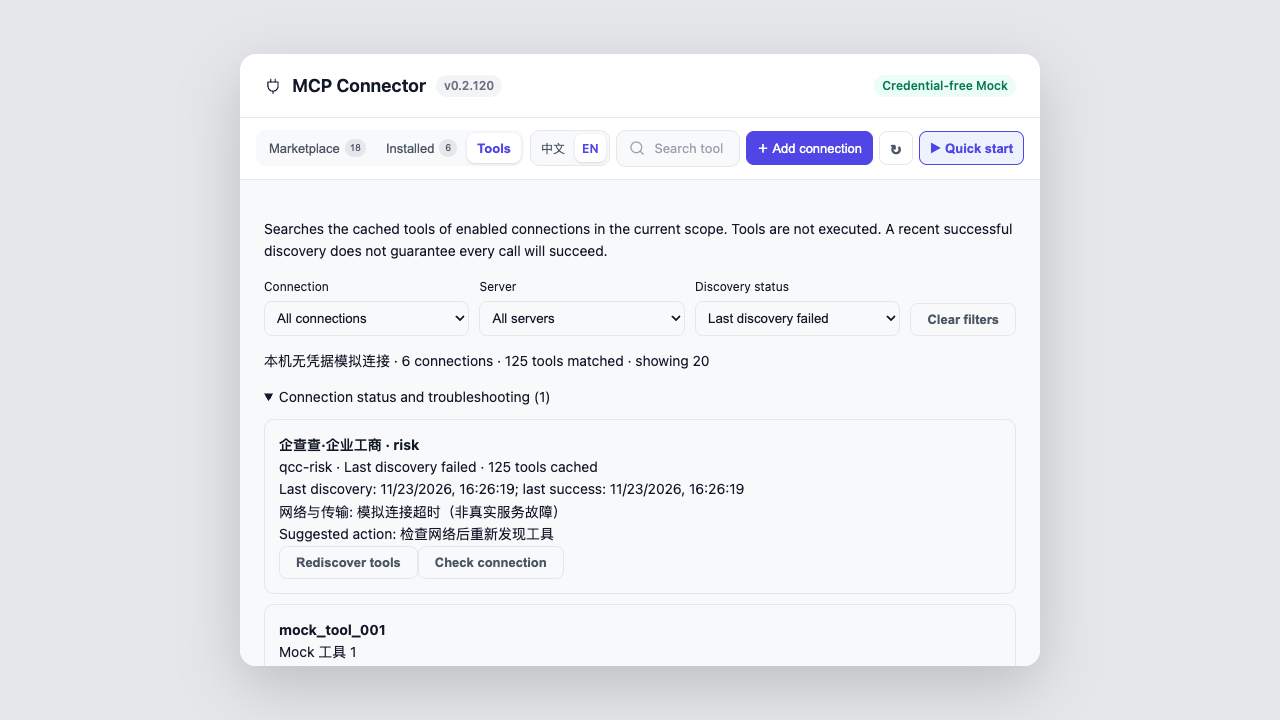 MCP Connector v0.2.120 Credential-free Mock
Marketplace 18 Installed 6 Tools 中文 EN Search tool + Add connection ↻ ▶ Quick start
Searches the cached tools of enabled connections in the current scope. Tools are not executed. A recent successful
discovery does not guarantee every call will succeed.
Connection Server Discovery status
All connections All servers Last discovery failed Clear filters
本机无凭据模拟连接 · 6 connections · 125 tools matched · showing 20
▼ Connection status and troubleshooting (1)
企查查·企业工商 · risk
qcc-risk · Last discovery failed · 125 tools cached
Last discovery: 11/23/2026, 16:26:19; last success: 11/23/2026, 16:26:19
网络与传输: 模拟连接超时（非真实服务故障）
Suggested action: 检查网络后重新发现工具
Rediscover tools Check connection
mock_tool_001
Mock 工具 1